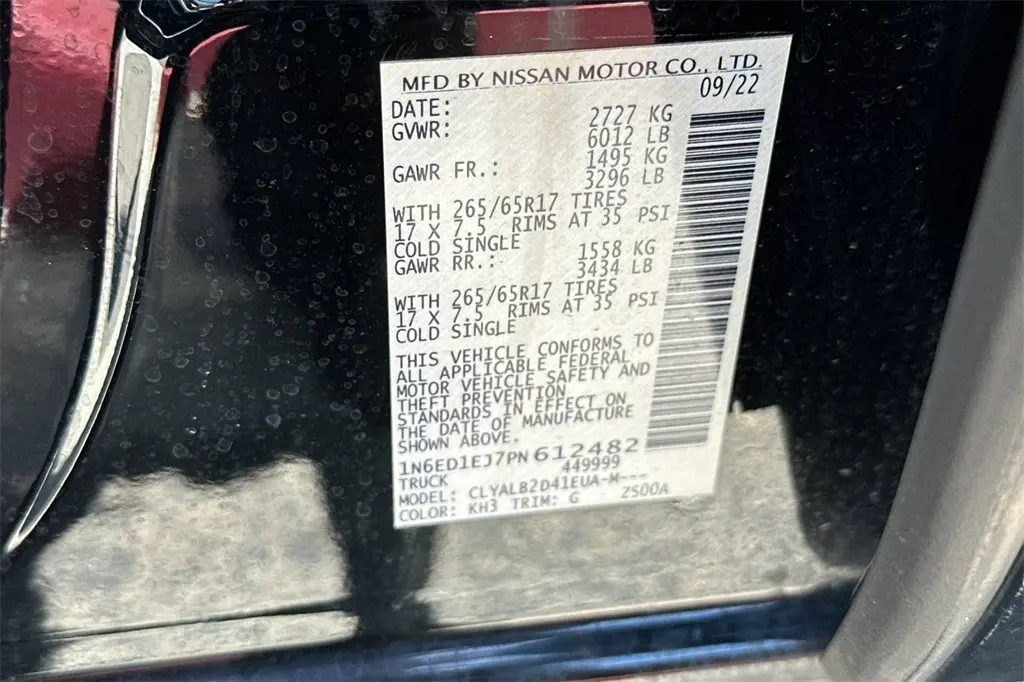 MFD BY NISSAN MOTOR CO., LTD.
DATE: 09/22
GVWR: 2727 KG
6012 LB
GAWR FR.: 1495 KG
3296 LB
WITH 265/65R17 TIRES
17 X 7.5 RIMS AT 35 PSI
COLD SINGLE
GAWR RR.: 1558 KG
3434 LB
WITH 265/65R17 TIRES
17 X 7.5 RIMS AT 35 PSI
COLD SINGLE
THIS VEHICLE CONFORMS TO
ALL APPLICABLE FEDERAL
MOTOR VEHICLE SAFETY AND
THEFT PREVENTION
STANDARDS IN EFFECT ON
THE DATE OF MANUFACTURE
SHOWN ABOVE.
1N6ED1EJ7PN612482
TRUCK 449999
MODEL: CLYALB2D41EUA-M---
COLOR: KH3 TRIM: G ZS00A